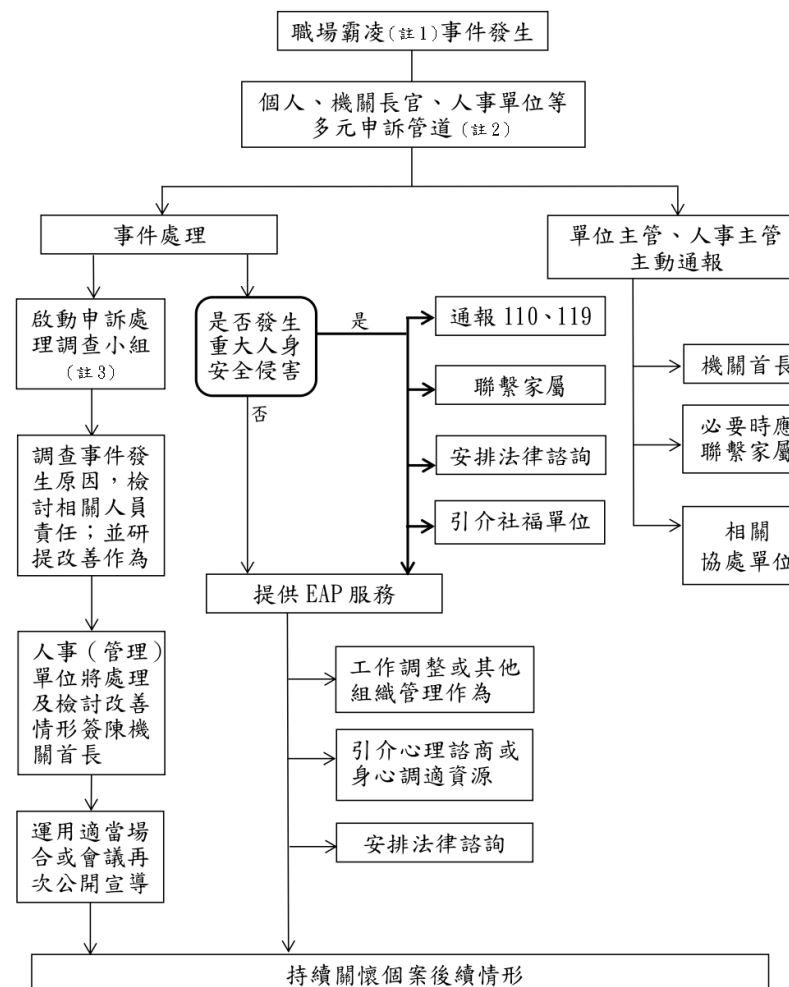 職場霸凌(註1)事件發生
個人、機關長官、人事單位等
多元申訴管道(註2)
事件處理
單位主管、人事主管
主動通報
啟動申訴處
理調查小組
(註3)
是否發生
重大人身
安全侵害
是
否
通報 110、119
聯繫家屬
安排法律諮詢
引介社福單位
機關首長
必要時應
聯繫家屬
相關
協處單位
調查事件發
生原因，檢
討相關人員
責任；並研
提改善作為
提供 EAP 服務
人事（管理）
單位將處理
及檢討改善
情形簽陳機
關首長
工作調整或其他
組織管理作為
引介心理諮商或
身心調適資源
安排法律諮詢
運用適當場
合或會議再
次公開宣導
持續關懷個案後續情形